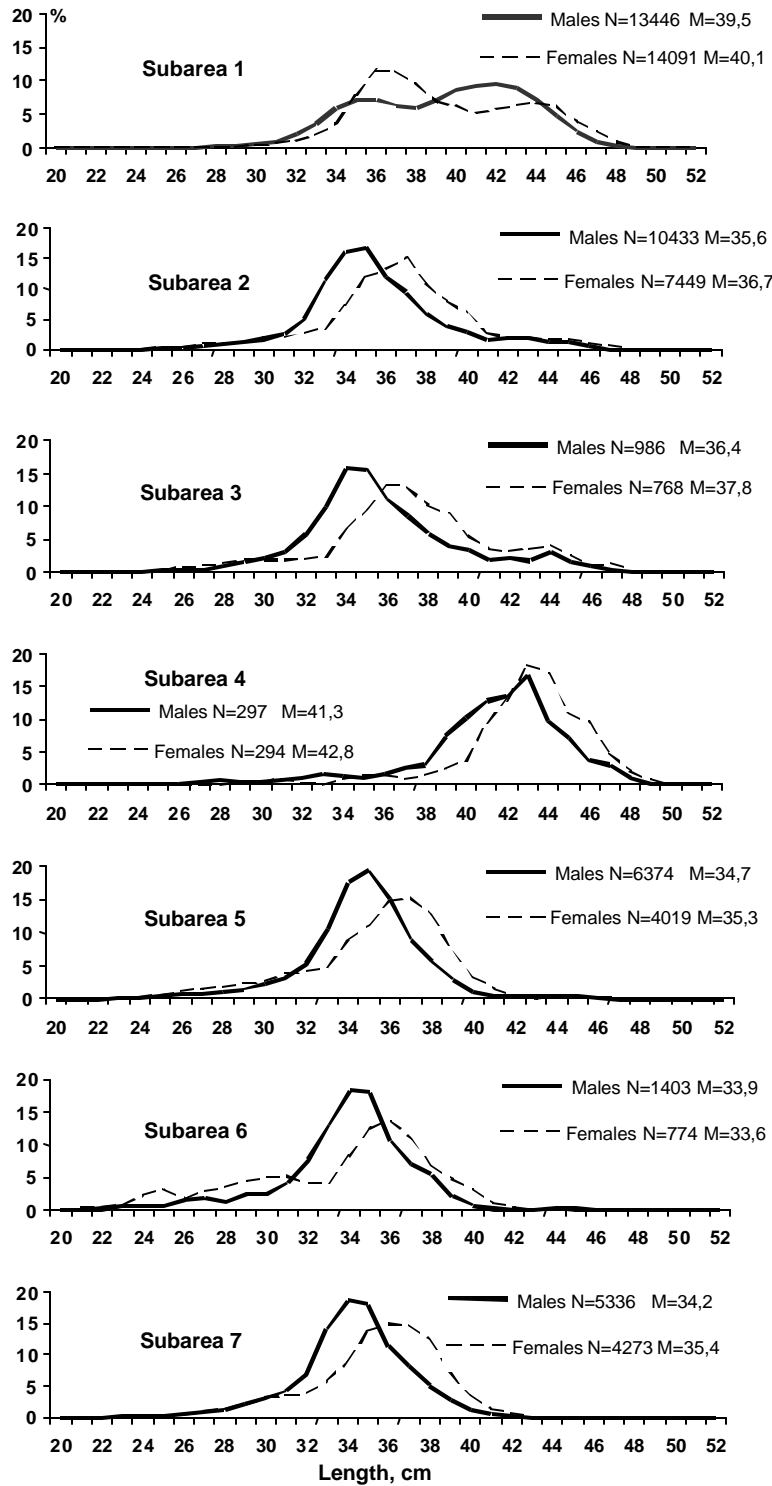 20 %
Males N=13446 M=39,5
Females N=14091 M=40,1
Subarea 1
15
10
5
0
20 22 24 26 28 30 32 34 36 38 40 42 44 46 48 50 52
20
Males N=10433 M=35,6
15
Females N=7449 M=36,7
Subarea 2
10
5
0
20 22 24 26 28 30 32 34 36 38 40 42 44 46 48 50 52
20
Males N=986 M=36,4
15
Females N=768 M=37,8
Subarea 3
10
5
0
20 22 24 26 28 30 32 34 36 38 40 42 44 46 48 50 52
20
Subarea 4
15
Males N=297 M=41,3
10
Females N=294 M=42,8
5
0
20 22 24 26 28 30 32 34 36 38 40 42 44 46 48 50 52
20
Males N=6374 M=34,7
15
Subarea 5
Females N=4019 M=35,3
10
5
0
20 22 24 26 28 30 32 34 36 38 40 42 44 46 48 50 52
20
Males N=1403 M=33,9
15
Subarea 6
Females N=774 M=33,6
10
5
0
20 22 24 26 28 30 32 34 36 38 40 42 44 46 48 50 52
20
Males N=5336 M=34,2
15
Subarea 7
Females N=4273 M=35,4
10
5
0
20 22 24 26 28 30 32 34 36 38 40 42 44 46 48 50 52
Length, cm